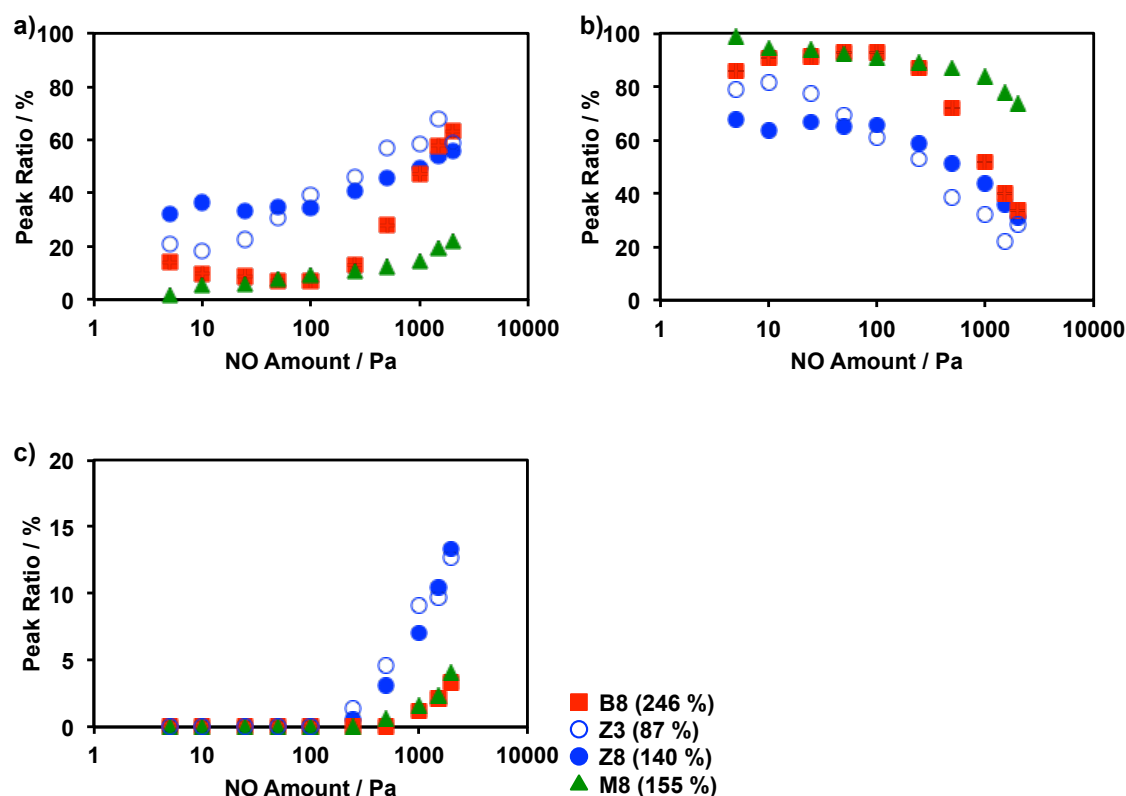 a)
100
80
60
40
20
0
Peak Ratio / %
1 10 100 1000 10000
NO Amount / Pa
b)
100
80
60
40
20
0
Peak Ratio / %
1 10 100 1000 10000
NO Amount / Pa
c)
20
15
10
5
0
Peak Ratio / %
1 10 100 1000 10000
NO Amount / Pa
B8 (246 %)
Z3 (87 %)
Z8 (140 %)
M8 (155 %)